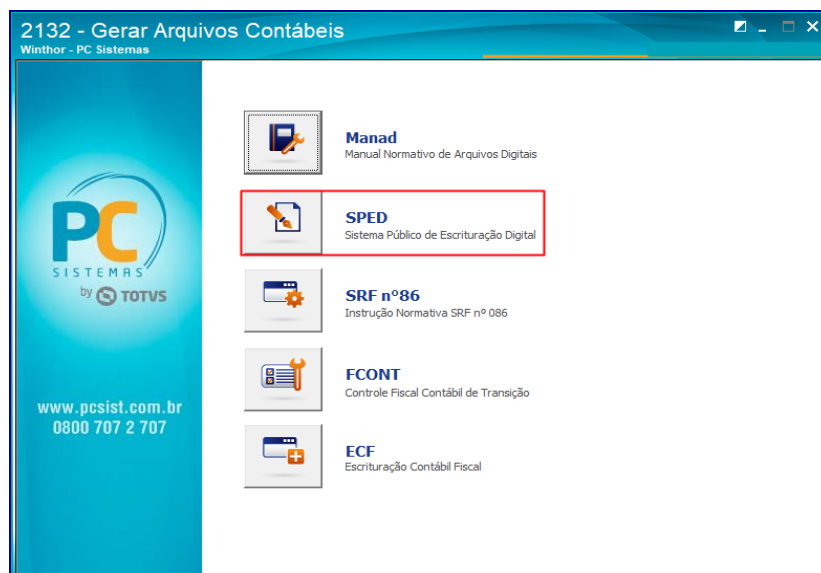 2132 - Gerar Arquivos Contábeis
Winthor - PC Sistemas
PC
SISTEMAS
by TOTVS
www.pcsist.com.br
0800 707 2 707
Manad
Manual Normativo de Arquivos Digitais
SPED
Sistema Público de Escrituração Digital
SRF nº86
Instrução Normativa SRF nº 086
FCONT
Controle Fiscal Contábil de Transição
ECF
Escrituração Contábil Fiscal